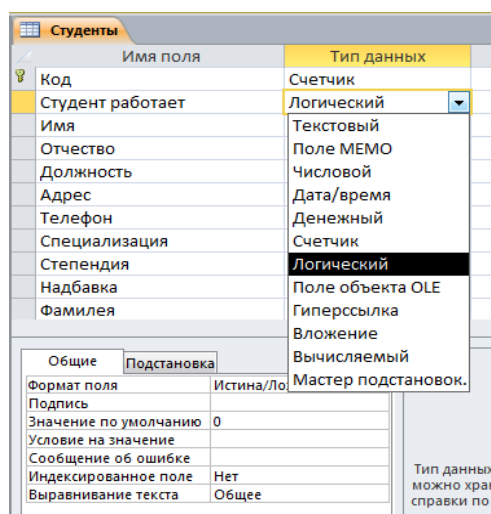 Студенты
Имя поля Тип данных
Код Счетчик
Студент работает Логический
Имя Текстовый
Отчество Поле МЕМО
Должность Числовой
Адрес Дата/время
Телефон Денежный
Специализация Счетчик
Степендия Логический
Надбавка Поле объекта OLE
Фамилея Гиперссылка
Вложение
Вычисляемый
Мастер подстановок.
Общие Подстановка
Формат поля
Подпись
Значение по умолчанию 0
Условие на значение
Сообщение об ошибке
Индексированное поле Нет
Выравнивание текста Общее
Тип данных
можно
справки по